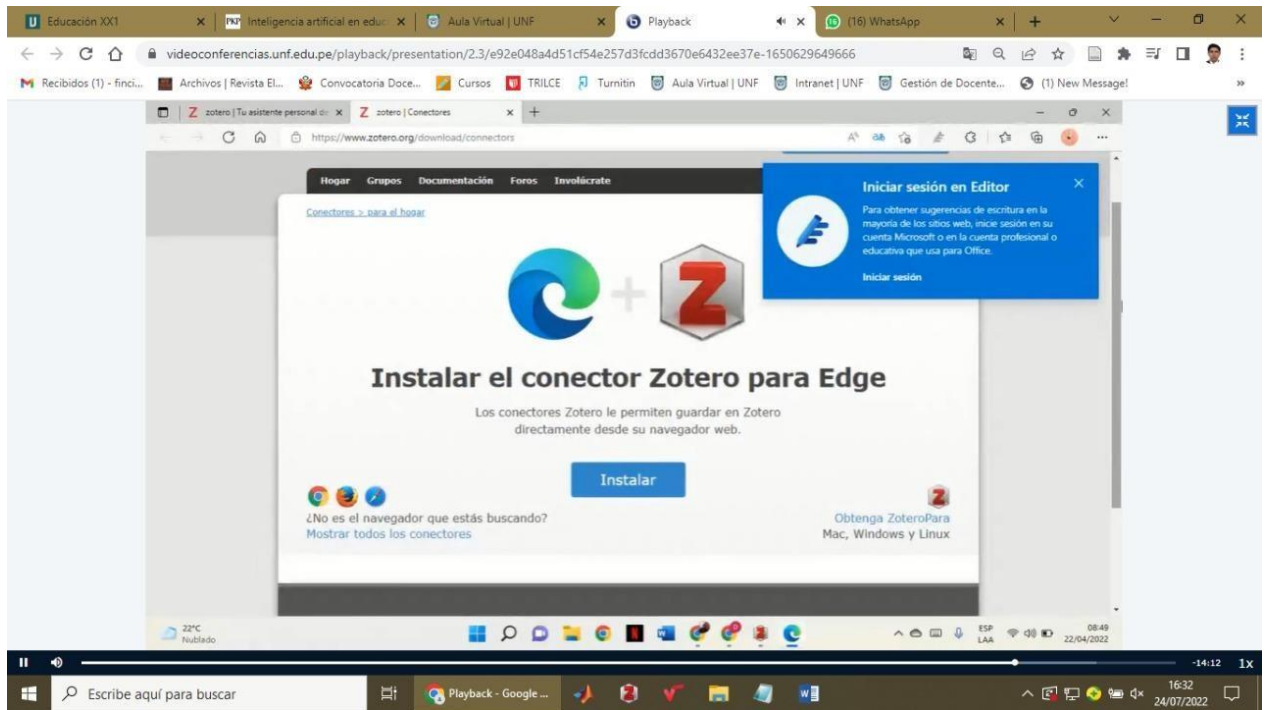 Educación XX1
Inteligencia artificial en educ
Aula Virtual | UNF
Playback
(16) WhatsApp
videoconferencias.unf.edu.pe/playback/presentation/2.3/e92e048a4d51cf54e257d3fcdd3670e6432ee37e-1650629649666
Recibidos (1) - finci...
Archivos | Revista El...
Convocatoria Doce...
Cursos
TRILCE
Turnitin
Aula Virtual | UNF
Intranet | UNF
Gestión de Docente...
(1) New Message!
»
zotero | Tu asistente personal de
zotero | Conectores
https://www.zotero.org/download/connectors
Hogar Grupos Documentación Foros Involúcrate
Conectores > para el hogar
Iniciar sesión en Editor
Para obtener sugerencias de escritura en la
mayoría de los sitios web, inicie sesión en su
cuenta Microsoft o en la cuenta profesional o
educativa que usa para Office.
Iniciar sesión
Z
Instalar el conector Zotero para Edge
Los conectores Zotero le permiten guardar en Zotero
directamente desde su navegador web.
Instalar
¿No es el navegador que estás buscando?
Mostrar todos los conectores
Obtenga ZoteroPara
Mac, Windows y Linux
22°C
Nublado
ESP
LAA
08:49
22/04/2022
-14:12 1x
Escribe aquí para buscar
Playback - Google ...
16:32
24/07/2022